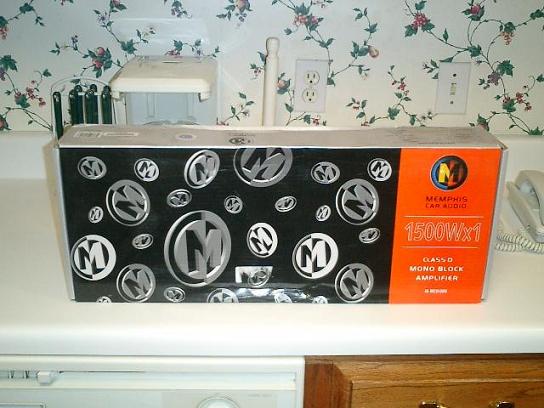 MEMPHIS
CAR AUDIO
1500Wx1
CLASS D
MONO BLOCK
AMPLIFIER